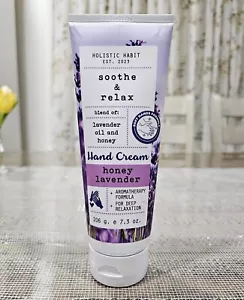 HOLISTIC HABIT
EST. 2023
soothe
&
relax
blend of:
lavender
oil and
honey
Hand Cream
honey
lavender
• AROMATHERAPY
FORMULA
• FOR DEEP
RELAXATION
206 g. e 7.3 oz.